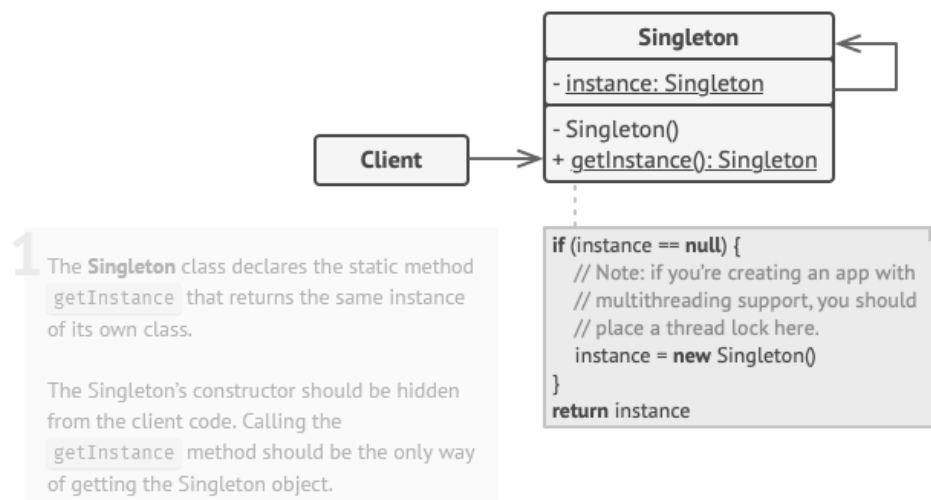 Singleton
- instance: Singleton
- Singleton()
+ getInstance(): Singleton
Client
1
The Singleton class declares the static method
getInstance that returns the same instance
of its own class.
The Singleton’s constructor should be hidden
from the client code. Calling the
getInstance method should be the only way
of getting the Singleton object.
if (instance == null) {
// Note: if you’re creating an app with
// multithreading support, you should
// place a thread lock here.
instance = new Singleton()
}
return instance